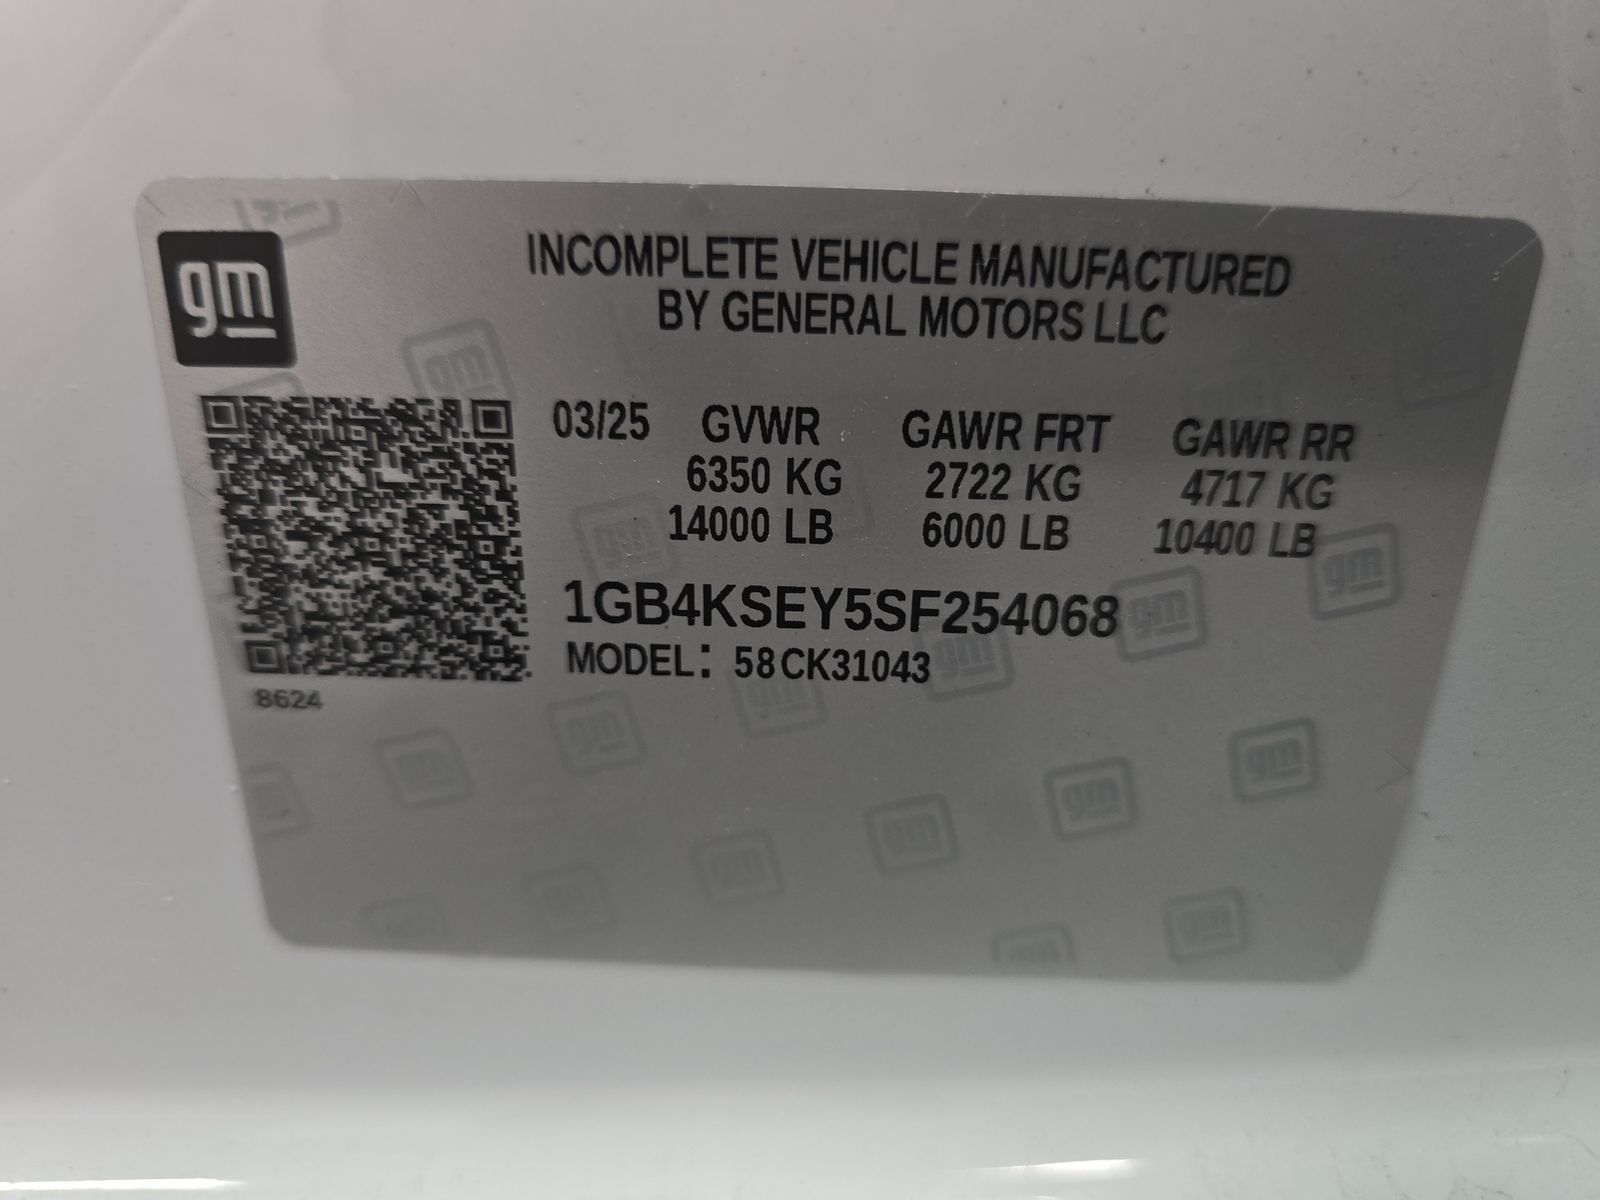 gm
INCOMPLETE VEHICLE MANUFACTURED
BY GENERAL MOTORS LLC
03/25 GVWR GAWR FRT GAWR RR
6350 KG 2722 KG 4717 KG
14000 LB 6000 LB 10400 LB
1GB4KSEY5SF254068
MODEL: 58CK31043
8624